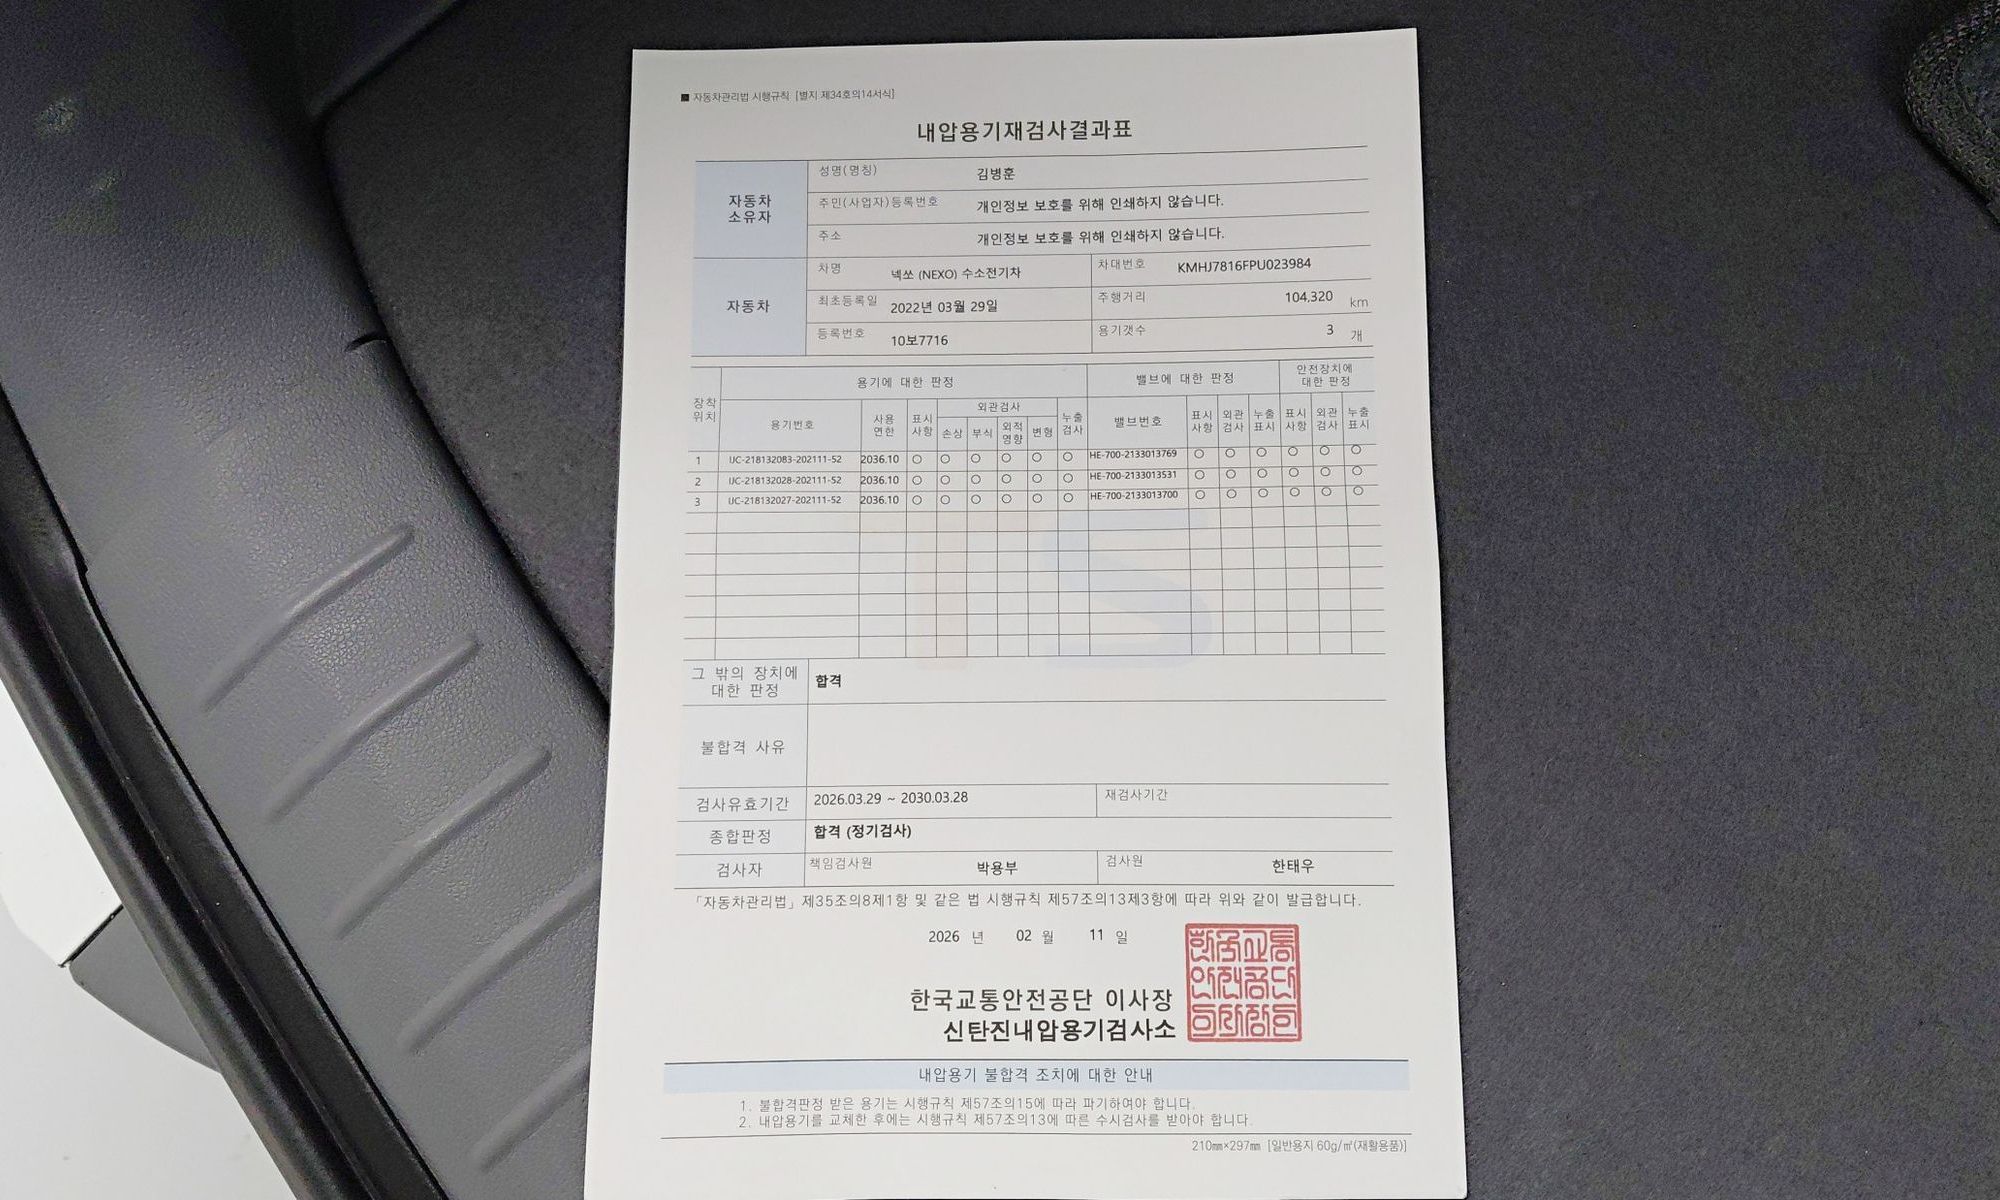 ■ 자동차관리법 시행규칙 [별지 제34호의14서식]
내압용기재검사결과표
자동차 소유자 성명(명칭) 김병훈
주민(사업자)등록번호 개인정보 보호를 위해 인쇄하지 않습니다.
주소 개인정보 보호를 위해 인쇄하지 않습니다.
자동차 차명 넥쏘 (NEXO) 수소전기차 차대번호 KMHJ7816FPU023984
최초등록일 2022년 03월 29일 주행거리 104,320 km
등록번호 10보7716 용기갯수 3 개
장착 위치 용기에 대한 판정 밸브에 대한 판정 안전장치에 대한 판정
용기번호 사용 연한 표시 사항 외관검사 손상 부식 외적 영향 변형 누출 검사 밸브번호 표시 사항 외관 검사 누출 표시 표시 사항 외관 검사 누출 표시
1 IJC-218132083-202111-52 2036.10 ○ ○ ○ ○ ○ ○ HE-700-2133013769 ○ ○ ○ ○ ○ ○
2 IJC-218132028-202111-52 2036.10 ○ ○ ○ ○ ○ ○ HE-700-2133013531 ○ ○ ○ ○ ○ ○
3 IJC-218132027-202111-52 2036.10 ○ ○ ○ ○ ○ ○ HE-700-2133013700 ○ ○ ○ ○ ○ ○
TS
그 밖의 장치에 대한 판정 합격
불합격 사유
검사유효기간 2026.03.29 ~ 2030.03.28 재검사기간
종합판정 합격 (정기검사)
검사자 책임검사원 박용부 검사원 한태우
「자동차관리법」제35조의8제1항 및 같은 법 시행규칙 제57조의13제3항에 따라 위와 같이 발급합니다.
2026 년 02 월 11 일
한국교통안전공단 이사장
신탄진내압용기검사소
내압용기 불합격 조치에 대한 안내
1. 불합격판정 받은 용기는 시행규칙 제57조의15에 따라 파기하여야 합니다.
2. 내압용기를 교체한 후에는 시행규칙 제57조의13에 따른 수시검사를 받아야 합니다.
210㎜×297㎜ [일반용지 60g/㎡(재활용품)]